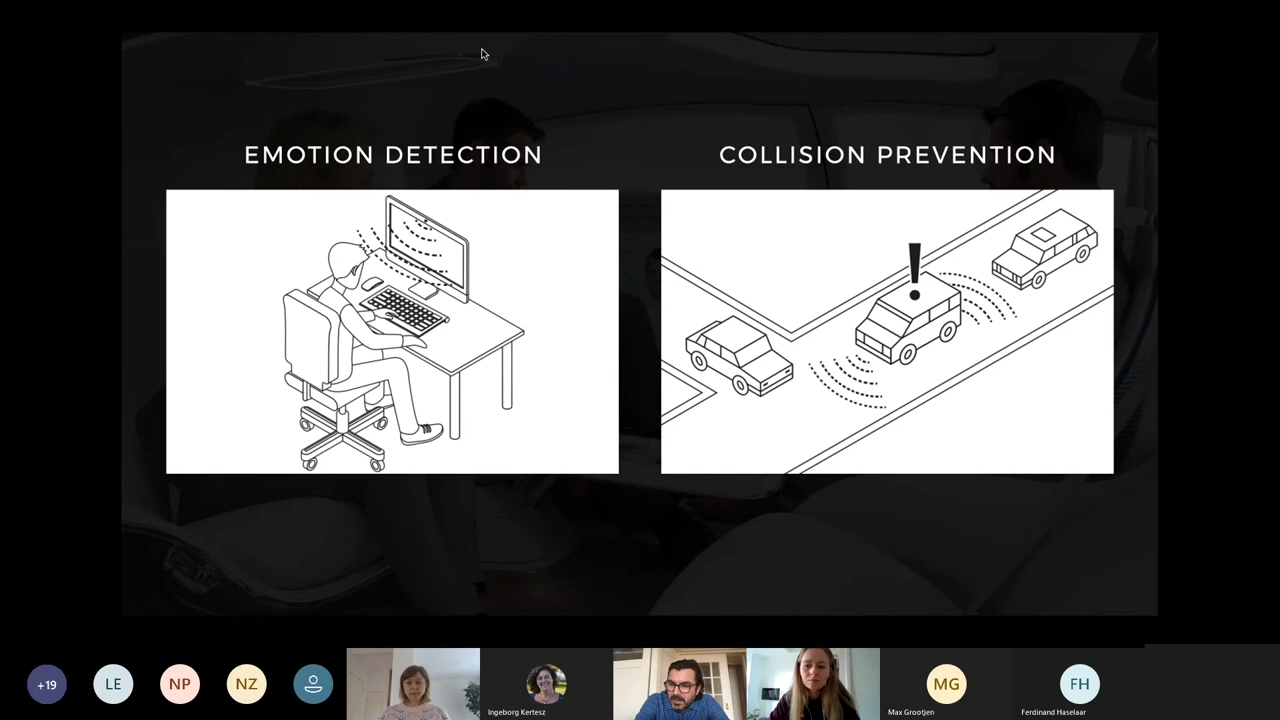 EMOTION DETECTION
COLLISION PREVENTION
!
+19
LE
NP
NZ
Ingeborg Kertesz
MG
Max Grootjen
FH
Ferdinand Haselaar